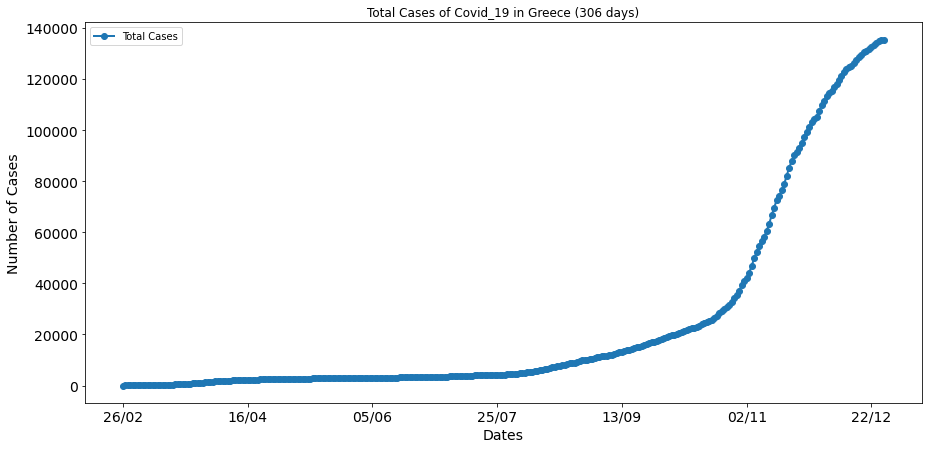 Total Cases of Covid_19 in Greece (306 days)
Total Cases
140000
120000
100000
80000
60000
40000
20000
0
Number of Cases
26/02 16/04 05/06 25/07 13/09 02/11 22/12
Dates